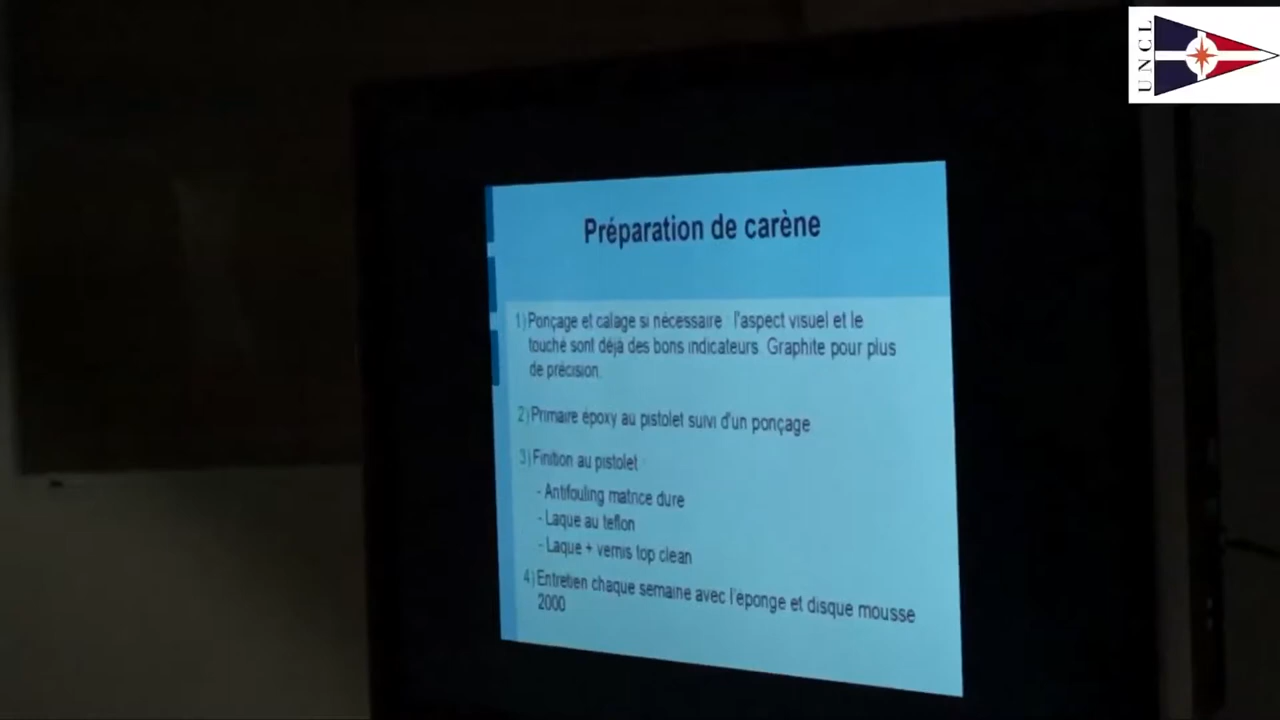 UNCL
Préparation de carène
1) Ponçage et calage si nécessaire : l'aspect visuel et le
touché sont déjà des bons indicateurs. Graphite pour plus
de précision.
2) Primaire époxy au pistolet suivi d'un ponçage
3) Finition au pistolet
- Antifouling matrice dure
- Laque au teflon
- Laque + vernis top clean
4) Entretien chaque semaine avec l'éponge et disque mousse
2000